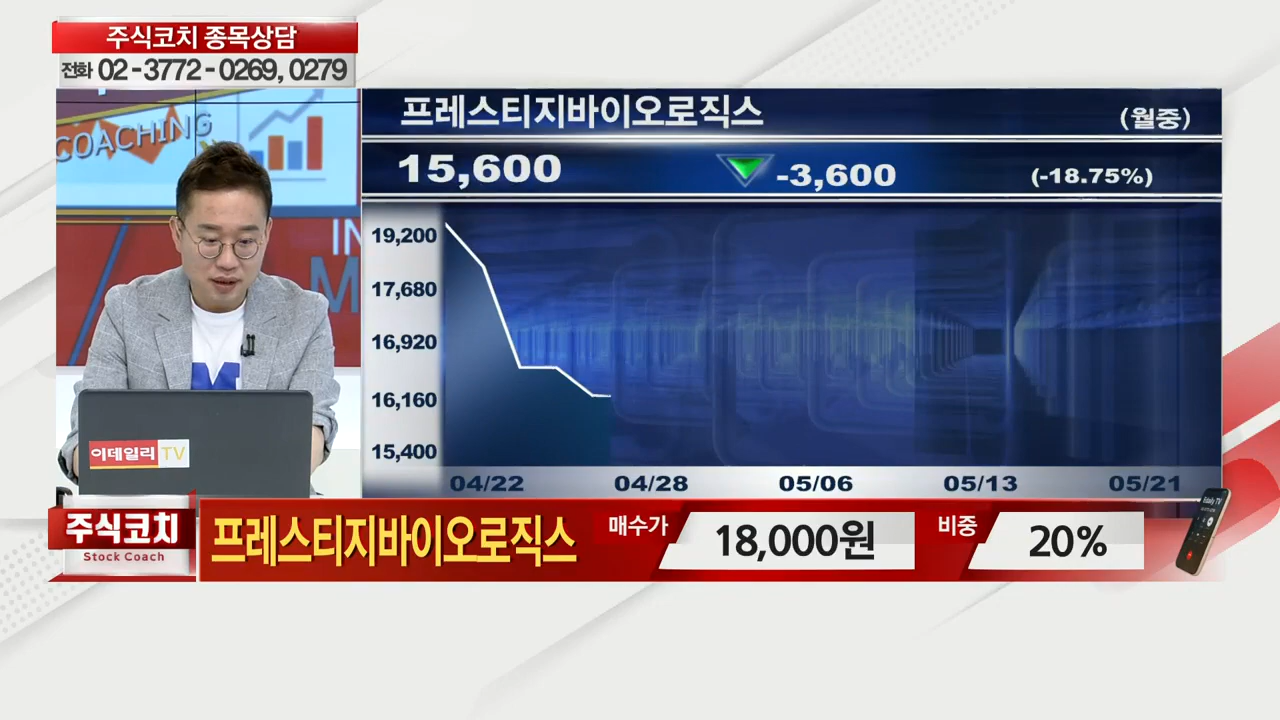 주식코치 종목상담
전화 02-3772-0269, 0279
COACHING
IN
M
프레스티지바이오로직스
(월중)
15,600
-3,600
(-18.75%)
19,200
17,680
16,920
16,160
15,400
04/22 04/28 05/06 05/13 05/21
M
이데일리 TV
주식코치
Stock Coach
프레스티지바이오로직스
매수가
18,000원
비중
20%